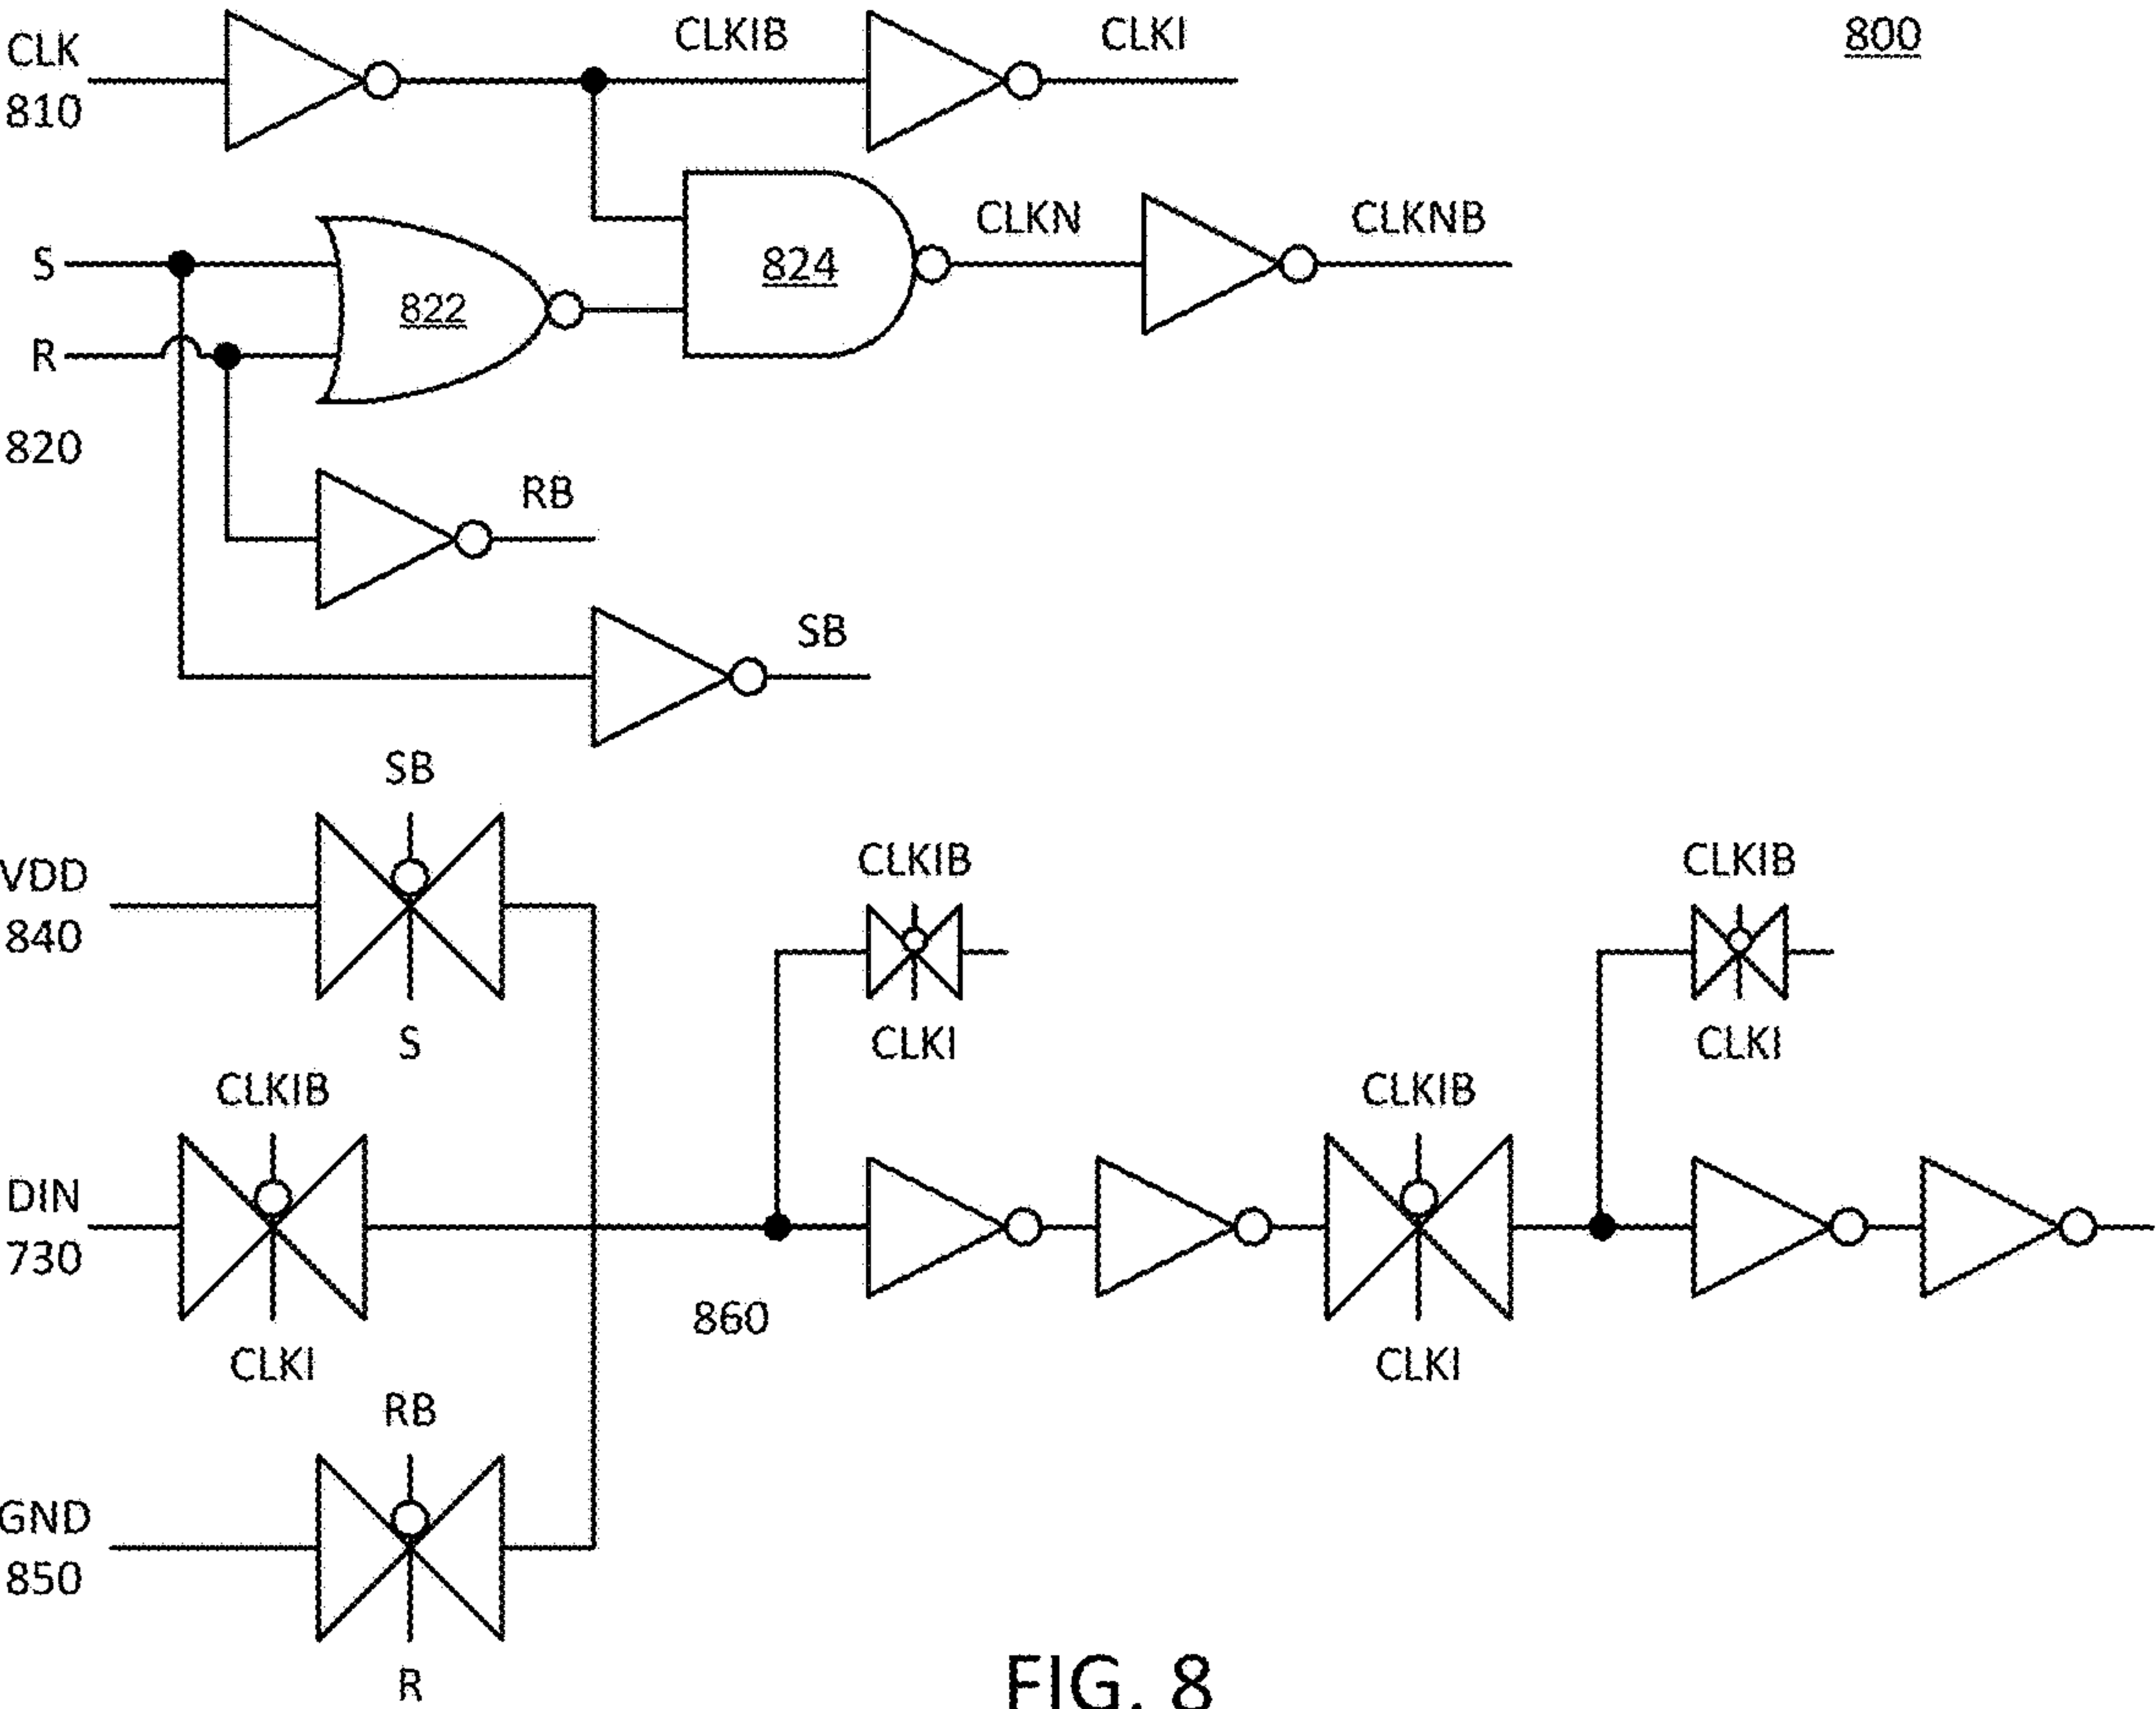 CLK
810
CLKIB
CLKI
800
S
R
820
822
824
CLKN
CLKNB
RB
SB
SB
VDD
840
S
CLKIB
CLKI
CLKIB
CLKI
CLKIB
DIN
730
CLKI
860
CLKIB
CLKI
RB
GND
850
R
FIG. 8